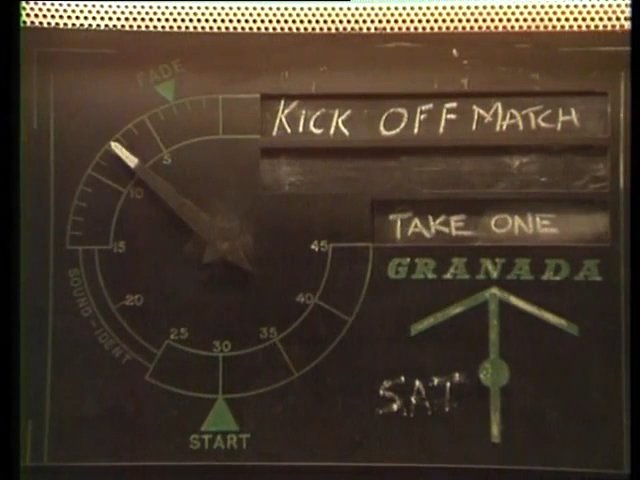 FADE
KICK OFF MATCH
5
10
TAKE ONE
15
45
GRANADA
SOUND-IDENT
20
40
25
35
30
SAT
START